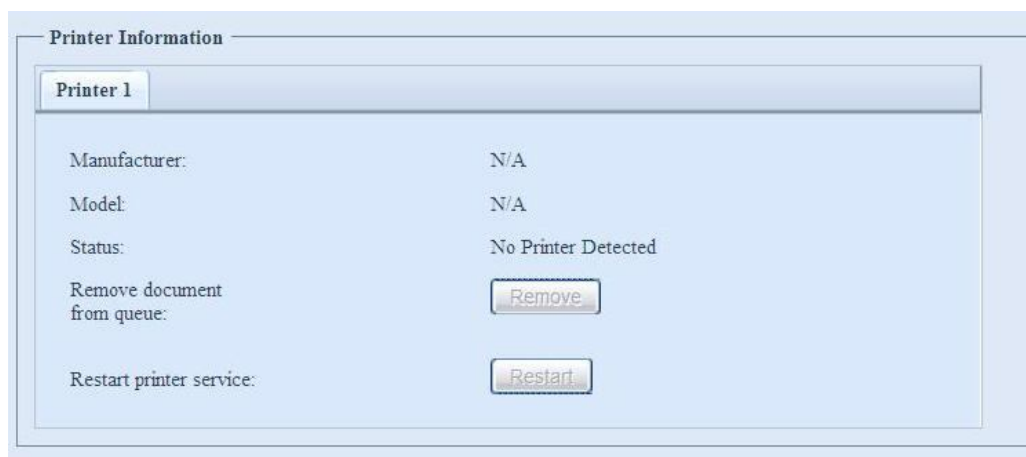 Printer Information
Printer 1
Manufacturer: N/A
Model: N/A
Status: No Printer Detected
Remove document
from queue: Remove
Restart printer service: Restart